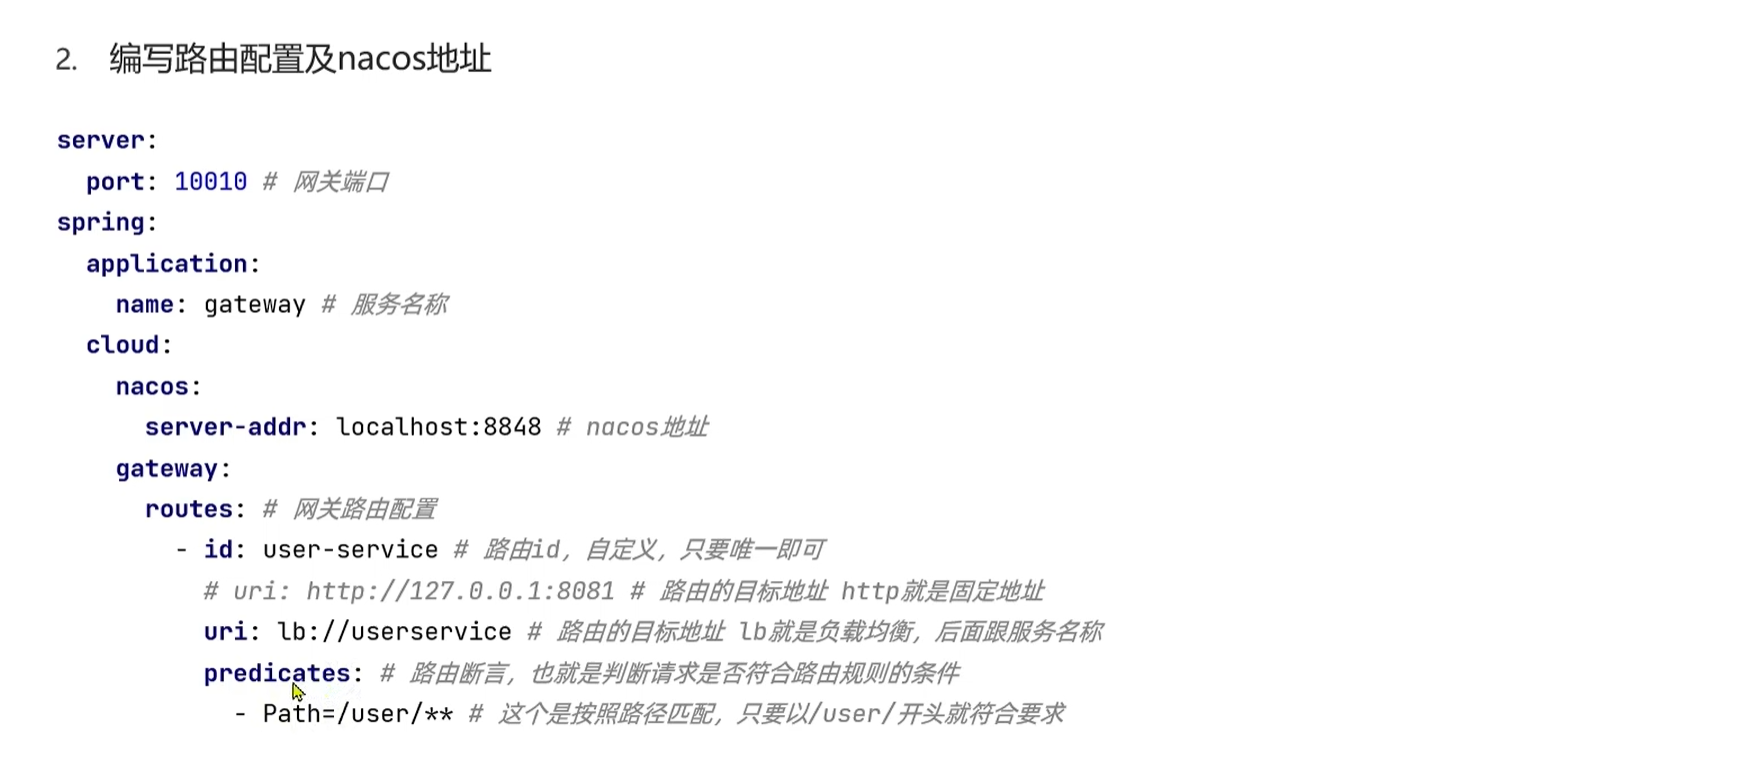 2. 编写路由配置及nacos地址
server:
  port: 10010 # 网关端口
spring:
  application:
    name: gateway # 服务名称
  cloud:
    nacos:
      server-addr: localhost:8848 # nacos地址
    gateway:
      routes: # 网关路由配置
        - id: user-service # 路由id，自定义，只要唯一即可
          # uri: http://127.0.0.1:8081 # 路由的目标地址 http就是固定地址
          uri: lb://userservice # 路由的目标地址 lb就是负载均衡，后面跟服务名称
          predicates: # 路由断言，也就是判断请求是否符合路由规则的条件
            - Path=/user/** # 这个是按照路径匹配，只要以/user/开头就符合要求